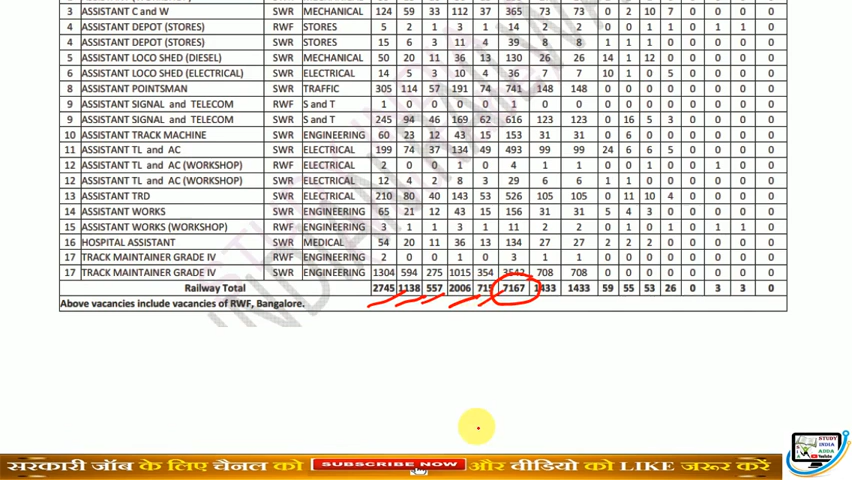 3 ASSISTANT C and W SWR MECHANICAL 124 59 33 112 37 365 73 73 0 2 10 7 0 0 0
4 ASSISTANT DEPOT (STORES) RWF STORES 5 2 1 3 1 14 2 2 0 0 1 1 0 1 1 0
4 ASSISTANT DEPOT (STORES) SWR STORES 15 6 3 11 4 39 8 8 1 1 1 0 0 0 0
5 ASSISTANT LOCO SHED (DIESEL) SWR MECHANICAL 50 20 11 36 13 130 26 26 14 1 12 0 0 0 0
6 ASSISTANT LOCO SHED (ELECTRICAL) SWR ELECTRICAL 14 5 3 10 4 36 7 7 10 1 0 5 0 0 0
8 ASSISTANT POINTSMAN SWR TRAFFIC 305 114 57 191 74 741 148 148 0 0 0 0 0 0 0
9 ASSISTANT SIGNAL and TELECOM RWF S and T 1 0 0 0 0 1 0 0 0 0 0 0 0 0 0
9 ASSISTANT SIGNAL and TELECOM SWR S and T 245 94 46 169 62 616 123 123 0 16 5 3 0 0 0
10 ASSISTANT TRACK MACHINE SWR ENGINEERING 60 23 12 43 15 153 31 31 0 0 0 0 0 0 0
11 ASSISTANT TL and AC SWR ELECTRICAL 199 74 37 134 49 493 99 99 24 6 6 5 0 0 0
12 ASSISTANT TL and AC (WORKSHOP) RWF ELECTRICAL 2 0 0 1 0 4 1 1 0 0 1 0 0 1 0 0
12 ASSISTANT TL and AC (WORKSHOP) SWR ELECTRICAL 12 4 2 8 3 29 6 6 1 1 0 0 0 0 0
13 ASSISTANT TRD SWR ELECTRICAL 210 80 40 143 53 526 105 105 0 11 10 4 0 0 0
14 ASSISTANT WORKS SWR ENGINEERING 65 21 12 43 15 156 31 31 5 4 3 0 0 0 0
15 ASSISTANT WORKS (WORKSHOP) RWF ENGINEERING 3 1 1 3 1 11 2 2 0 1 0 0 1 1 0
16 HOSPITAL ASSISTANT SWR MEDICAL 54 20 11 36 13 134 27 27 2 2 2 0 0 0 0
17 TRACK MAINTAINER GRADE IV RWF ENGINEERING 2 0 0 1 0 3 1 1 0 0 0 0 0 0 0
17 TRACK MAINTAINER GRADE IV SWR ENGINEERING 1304 594 275 1015 354 3542 708 708 0 0 0 0 0 0 0
Railway Total 2745 1138 557 2006 715 7167 1433 1433 59 55 53 26 0 3 3 0
Above vacancies include vacancies of RWF, Bangalore.
सरकारी जॉब के लिए चैनल को SUBSCRIBE NOW और वीडियो को LIKE जरूर करें
STUDY
INDIA
ADDA
YouTube